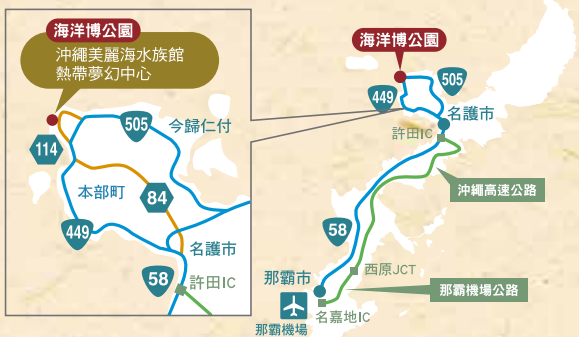 海洋博公園
沖繩美麗海水族館
熱帶夢幻中心
505
今歸仁付
114
本部町
84
449
名護市
58
許田IC
海洋博公園
449
505
名護市
許田IC
沖繩高速公路
58
西原JCT
那霸市
那霸機場公路
名嘉地IC
那霸機場